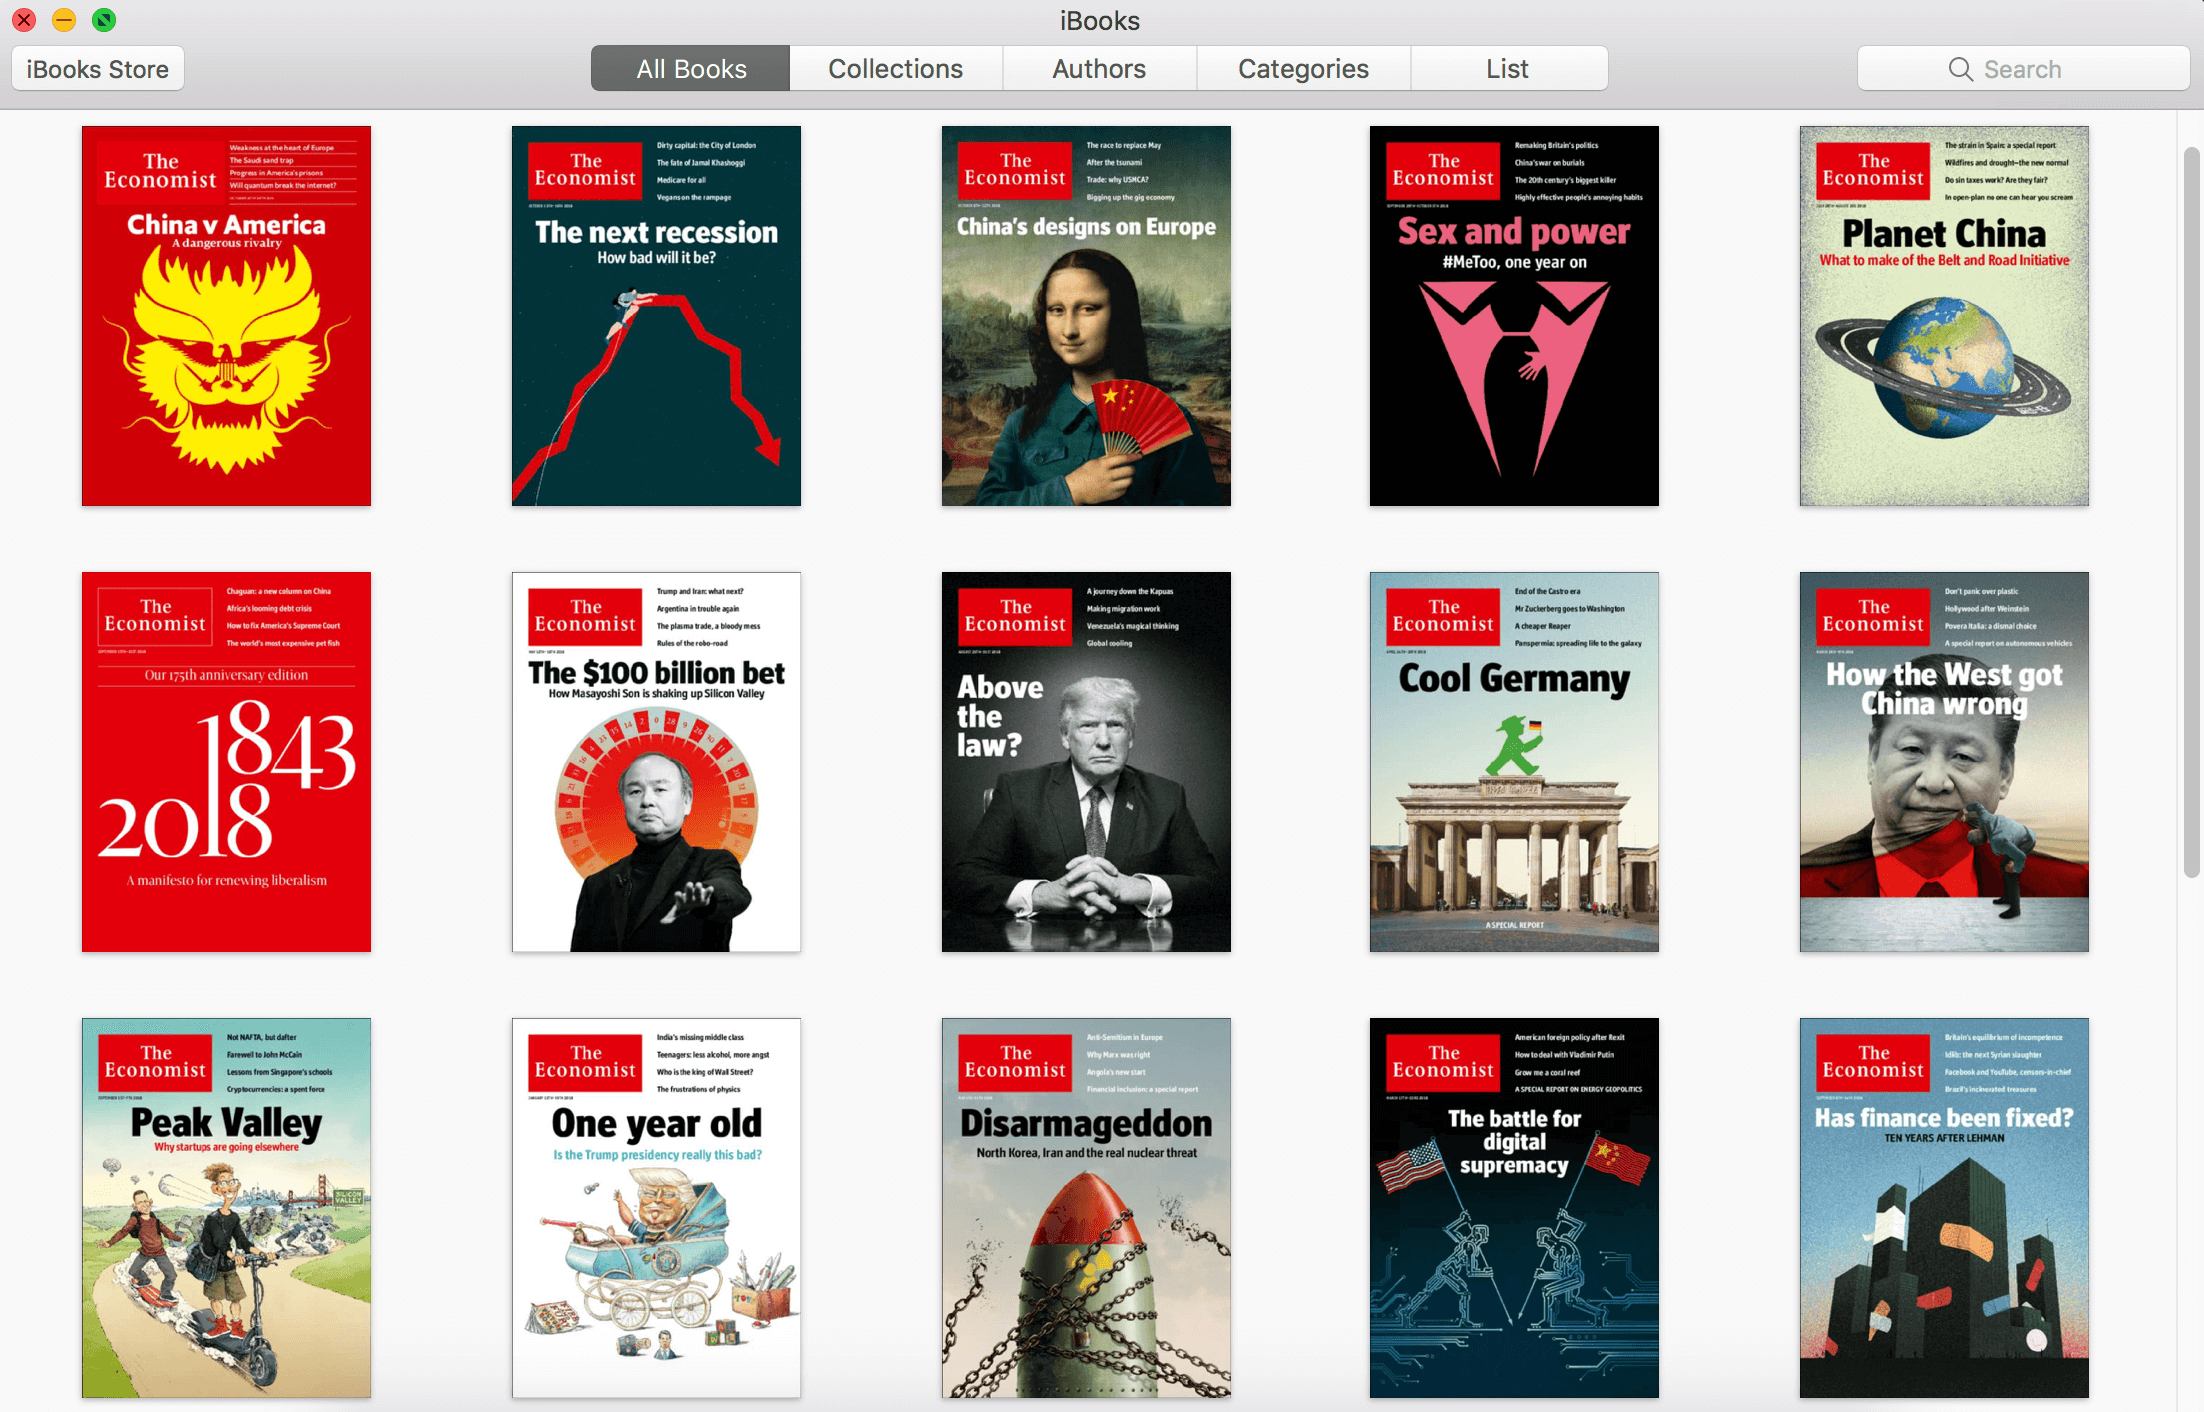 iBooks
iBooks Store
All Books
Collections
Authors
Categories
List
Search
The
Economist
Weakness at the heart of Europe
The Saudi sand trap
Progress in America's prisons
Will quantum break the internet?
China v America
A dangerous rivalry
The
Economist
Dirty capital: the City of London
The fate of Jamal Khashoggi
Medicare for all
Vegans on the rampage
The next recession
How bad will it be?
The
Economist
The race to replace May
After the tsunami
Trade: why USMCA?
Bigging up the gig economy
China's designs on Europe
The
Economist
Remaking Britain's politics
China's war on burials
The 20th century's biggest killer
Highly effective people's annoying habits
Sex and power
#MeToo, one year on
The
Economist
The strain in Spain: a special report
Wildfires and drought—the new normal
Do sin taxes work? Are they fair?
In open-plan no one can hear you scream
Planet China
What to make of the Belt and Road Initiative
The
Economist
Chaguan: a new column on China
Africa's looming debt crisis
How to fix America's Supreme Court
The world's most expensive pet fish
Our 175th anniversary edition
1843
2018
A manifesto for renewing liberalism
The
Economist
Trump and Iran: what next?
Argentina in trouble again
The plasma trade, a bloody mess
Rules of the robo-road
The $100 billion bet
How Masayoshi Son is shaking up Silicon Valley
The
Economist
A journey down the Kapuas
Making migration work
Venezuela's magical thinking
Global cooling
Above
the
law?
The
Economist
End of the Castro era
Mr Zuckerberg goes to Washington
A cheaper Reaper
Panspermia: spreading life to the galaxy
Cool Germany
A SPECIAL REPORT
The
Economist
Don't panic over plastic
Hollywood after Weinstein
Povera Italia: a dismal choice
A special report on autonomous vehicles
How the West got
China wrong
The
Economist
Not NAFTA, but dafter
Farewell to John McCain
Lessons from Singapore's schools
Cryptocurrencies: a spent force
Peak Valley
Why startups are going elsewhere
SILICON
VALLEY
The
Economist
India's missing middle class
Teenagers: less alcohol, more angst
Who is the king of Wall Street?
The frustrations of physics
One year old
Is the Trump presidency really this bad?
The
Economist
Anti-Semitism in Europe
Why Marx was right
Angola's new start
Financial inclusion: a special report
Disarmageddon
North Korea, Iran and the real nuclear threat
The
Economist
American foreign policy after Rexit
How to deal with Vladimir Putin
Grow me a coral reef
A SPECIAL REPORT ON ENERGY GEOPOLITICS
The battle for
digital
supremacy
The
Economist
Britain's equilibrium of incompetence
Idlib: the next Syrian slaughter
Facebook and YouTube, censors-in-chief
Brazil's incinerated treasures
Has finance been fixed?
TEN YEARS AFTER LEHMAN